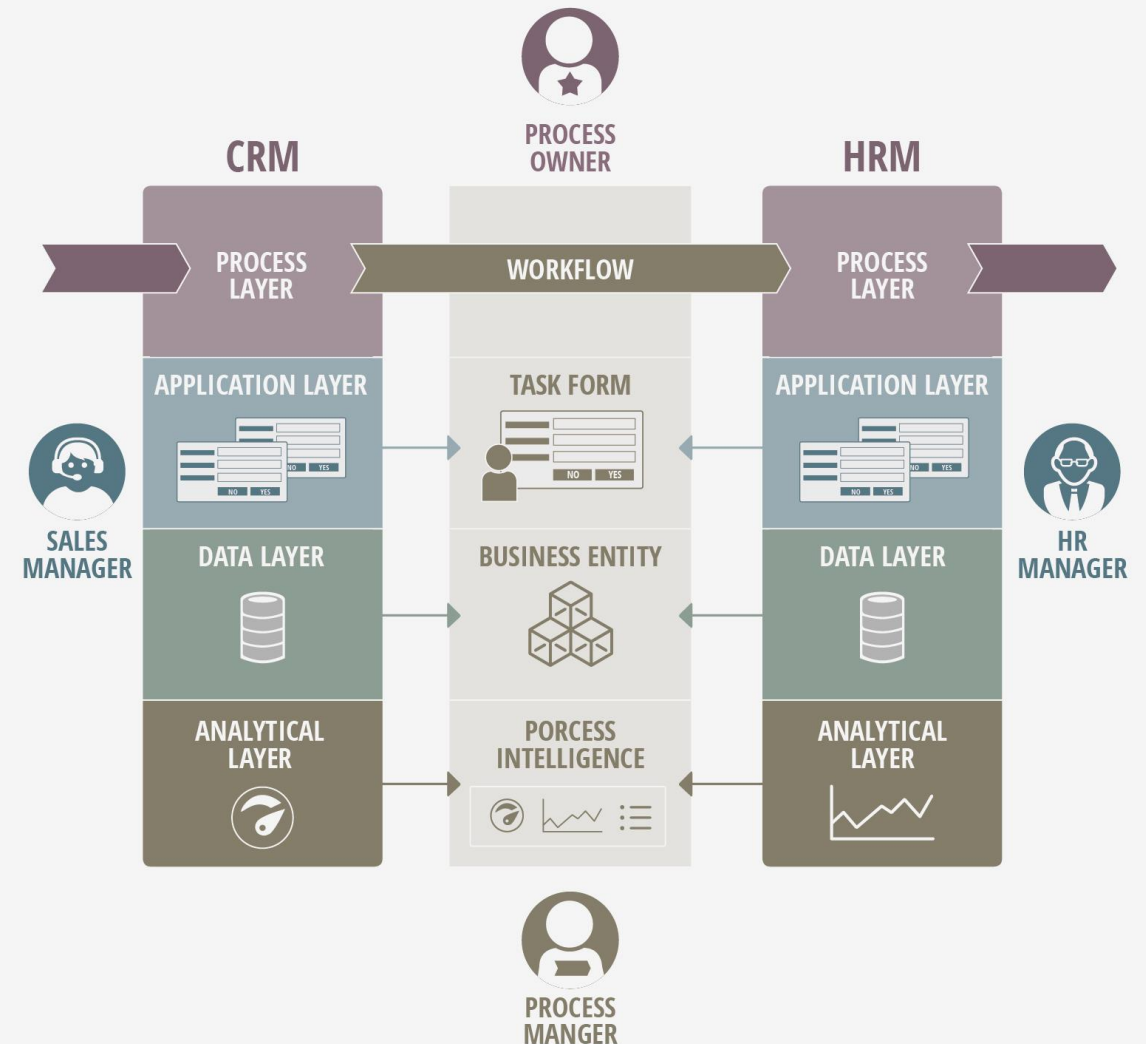 PROCESS
OWNER
CRM
HRM
PROCESS
LAYER
WORKFLOW
PROCESS
LAYER
APPLICATION LAYER
NO YES
NO YES
TASK FORM
NO YES
APPLICATION LAYER
NO YES
NO YES
SALES
MANAGER
HR
MANAGER
DATA LAYER
BUSINESS ENTITY
DATA LAYER
ANALYTICAL
LAYER
PORCESS
INTELLIGENCE
ANALYTICAL
LAYER
PROCESS
MANGER